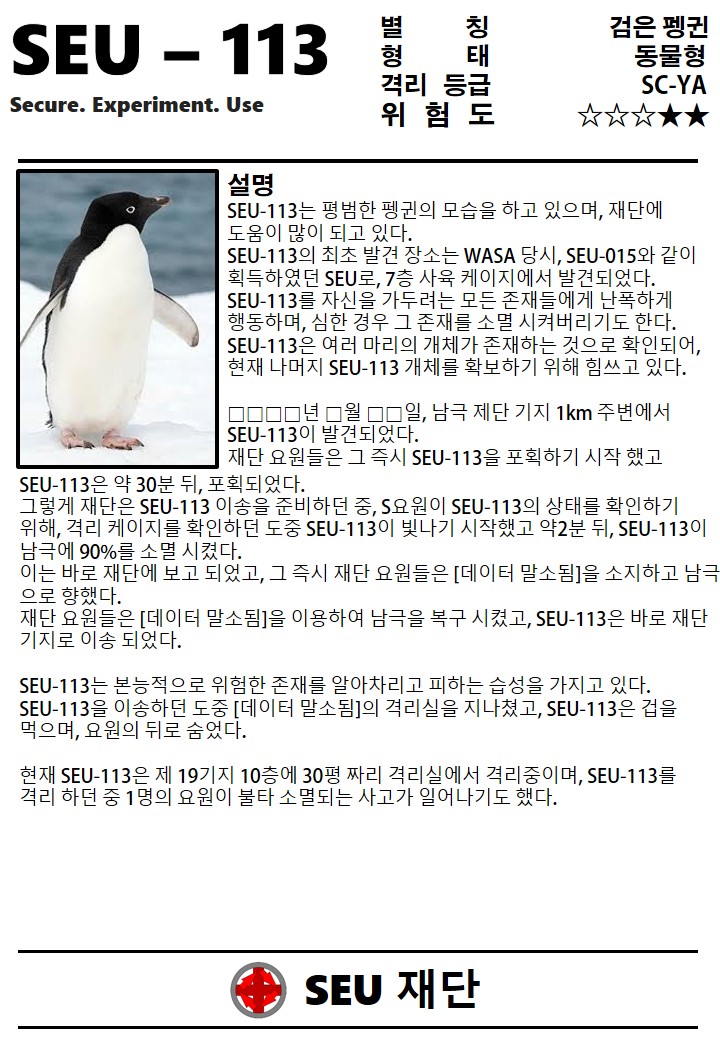 SEU – 113
Secure. Experiment. Use
별 칭 검은 펭귄
형 태 동물형
격리 등급 SC-YA
위 험 도 ☆☆☆★★
설명
SEU-113는 평범한 펭귄의 모습을 하고 있으며, 재단에
도움이 많이 되고 있다.
SEU-113의 최초 발견 장소는 WASA 당시, SEU-015와 같이
획득하였던 SEU로, 7층 사육 케이지에서 발견되었다.
SEU-113를 자신을 가두려는 모든 존재들에게 난폭하게
행동하며, 심한 경우 그 존재를 소멸 시켜버리기도 한다.
SEU-113은 여러 마리의 개체가 존재하는 것으로 확인되어,
현재 나머지 SEU-113 개체를 확보하기 위해 힘쓰고 있다.
□□□□년 □월 □□일, 남극 제단 기지 1km 주변에서
SEU-113이 발견되었다.
재단 요원들은 그 즉시 SEU-113을 포획하기 시작 했고
SEU-113은 약 30분 뒤, 포획되었다.
그렇게 재단은 SEU-113 이송을 준비하던 중, S요원이 SEU-113의 상태를 확인하기
위해, 격리 케이지를 확인하던 도중 SEU-113이 빛나기 시작했고 약2분 뒤, SEU-113이
남극에 90%를 소멸 시켰다.
이는 바로 재단에 보고 되었고, 그 즉시 재단 요원들은 [데이터 말소됨]을 소지하고 남극
으로 향했다.
재단 요원들은 [데이터 말소됨]을 이용하여 남극을 복구 시켰고, SEU-113은 바로 재단
기지로 이송 되었다.
SEU-113는 본능적으로 위험한 존재를 알아차리고 피하는 습성을 가지고 있다.
SEU-113을 이송하던 도중 [데이터 말소됨]의 격리실을 지나쳤고, SEU-113은 겁을
먹으며, 요원의 뒤로 숨었다.
현재 SEU-113은 제 19기지 10층에 30평 짜리 격리실에서 격리중이며, SEU-113를
격리 하던 중 1명의 요원이 불타 소멸되는 사고가 일어나기도 했다.
SEU 재단